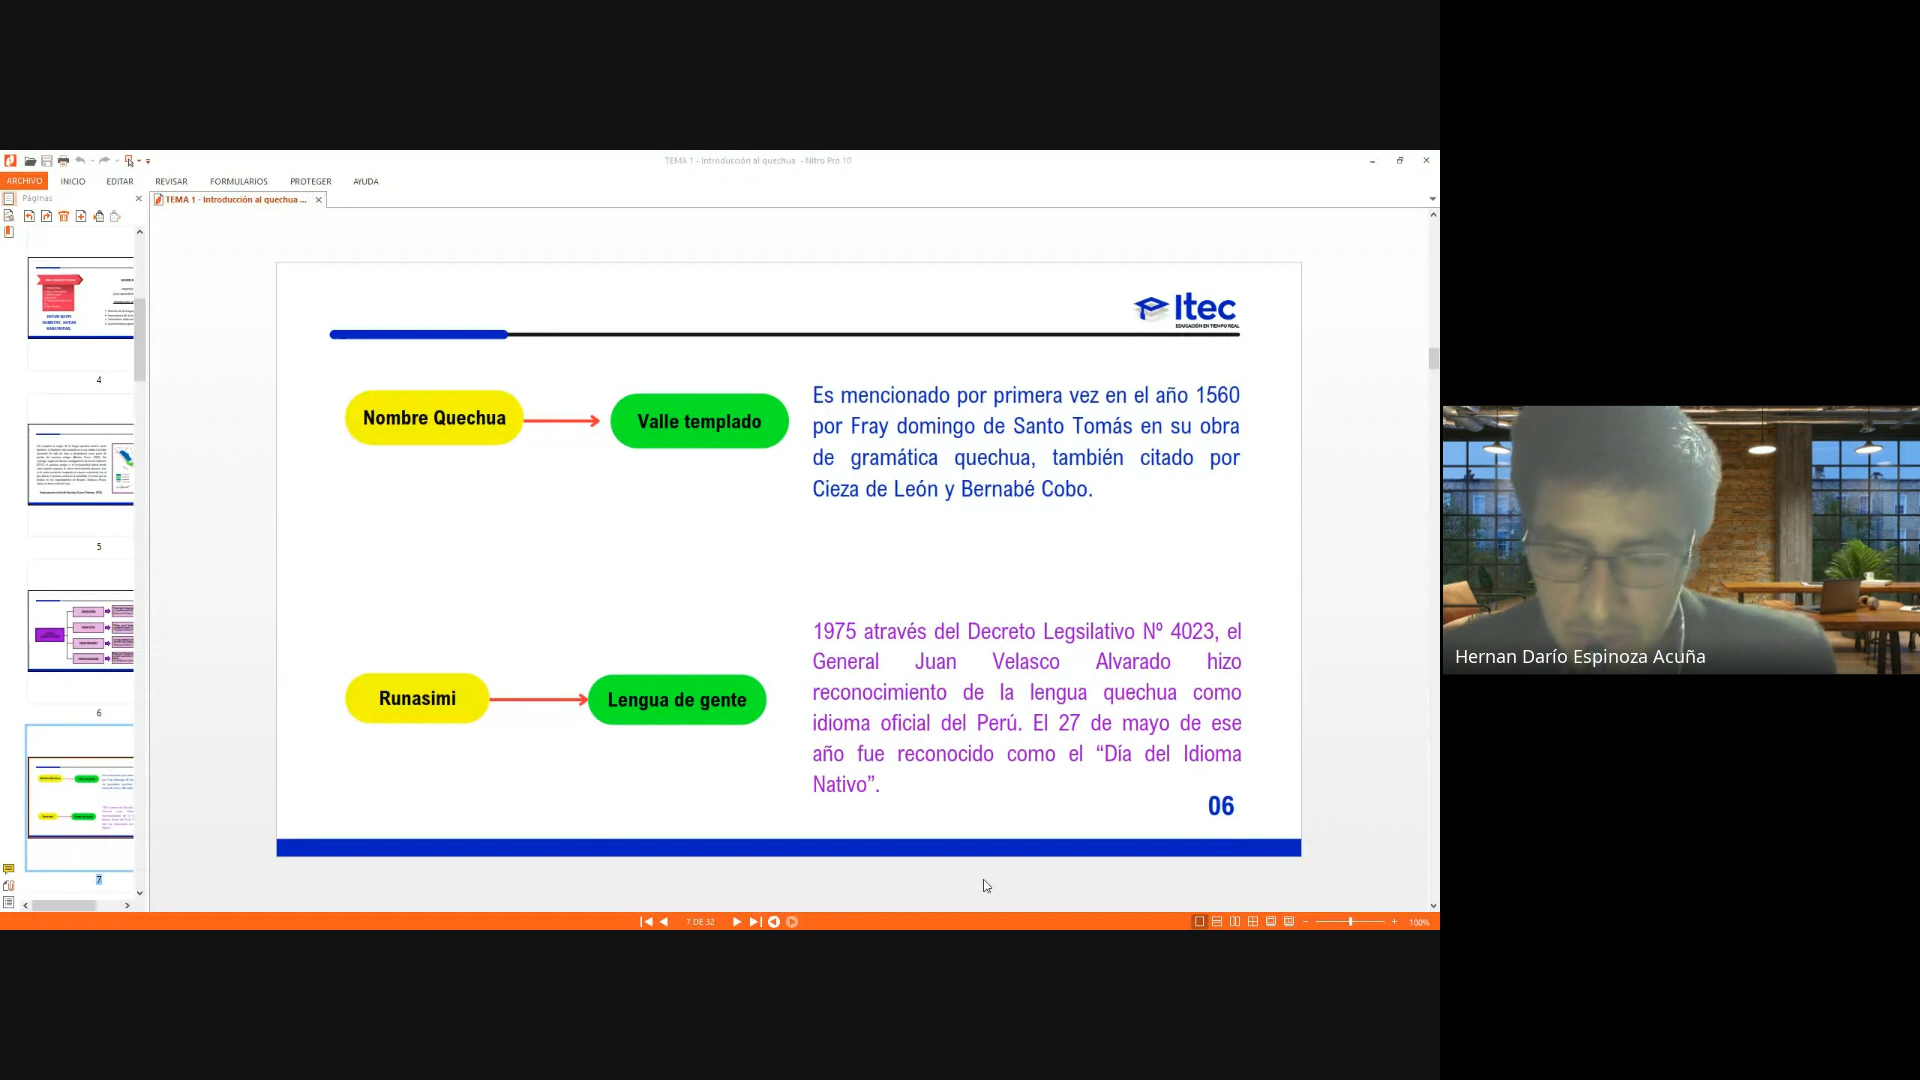 TEMA 1 - Introducción al quechua - Nitro Pro 10
ARCHIVO INICIO EDITAR REVISAR FORMULARIOS PROTEGER AYUDA
Páginas
TEMA 1 - Introducción al quechua ...
4
5
6
7
Itec
EDUCACIÓN EN TIEMPO REAL
Nombre Quechua
Valle templado
Es mencionado por primera vez en el año 1560
por Fray domingo de Santo Tomás en su obra
de gramática quechua, también citado por
Cieza de León y Bernabé Cobo.
Runasimi
Lengua de gente
1975 através del Decreto Legsilativo Nº 4023, el
General Juan Velasco Alvarado hizo
reconocimiento de la lengua quechua como
idioma oficial del Perú. El 27 de mayo de ese
año fue reconocido como el “Día del Idioma
Nativo”.
06
7 DE 32
100%
Hernan Darío Espinoza Acuña